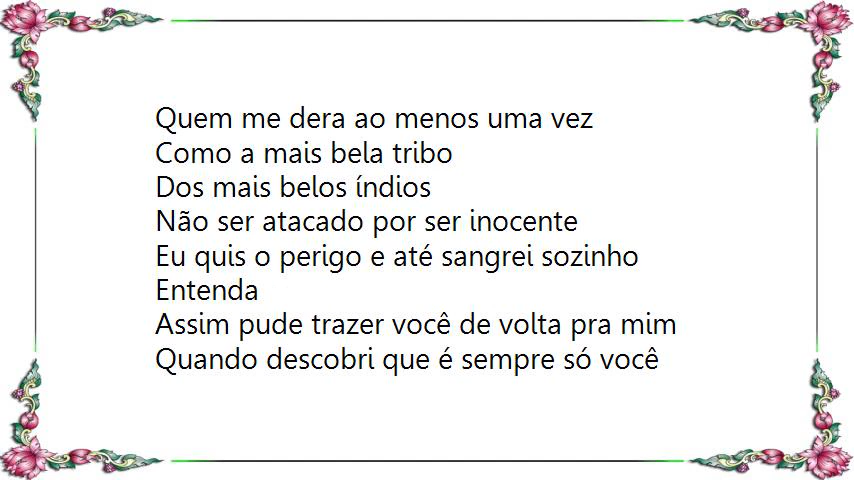 Quem me dera ao menos uma vez
Como a mais bela tribo
Dos mais belos índios
Não ser atacado por ser inocente
Eu quis o perigo e até sangrei sozinho
Entenda
Assim pude trazer você de volta pra mim
Quando descobri que é sempre só você